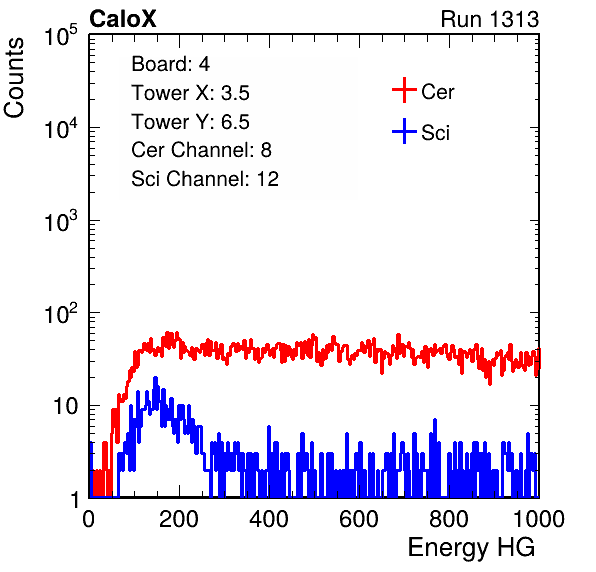 CaloX Run 1313
Counts
10^5
10^4
10^3
10^2
10
1
Board: 4
Tower X: 3.5
Tower Y: 6.5
Cer Channel: 8
Sci Channel: 12
Cer
Sci
0 200 400 600 800 1000
Energy HG